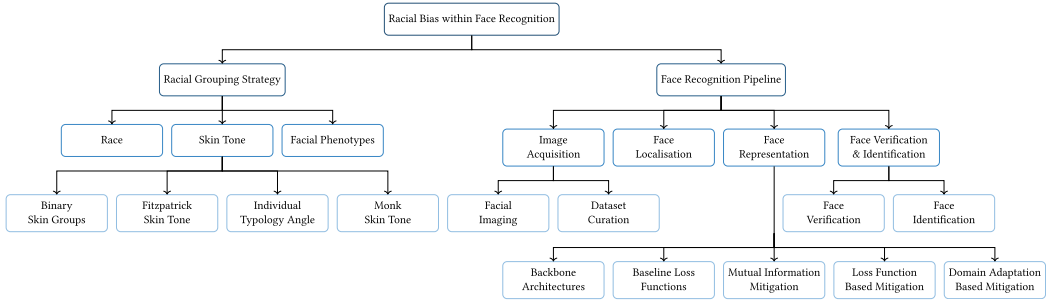 Racial Bias within Face Recognition
Racial Grouping Strategy
Face Recognition Pipeline
Race
Skin Tone
Facial Phenotypes
Image
Acquisition
Face
Localisation
Face
Representation
Face Verification
& Identification
Binary
Skin Groups
Fitzpatrick
Skin Tone
Individual
Typology Angle
Monk
Skin Tone
Facial
Imaging
Dataset
Curation
Face
Verification
Face
Identification
Backbone
Architectures
Baseline Loss
Functions
Mutual Information
Mitigation
Loss Function
Based Mitigation
Domain Adaptation
Based Mitigation